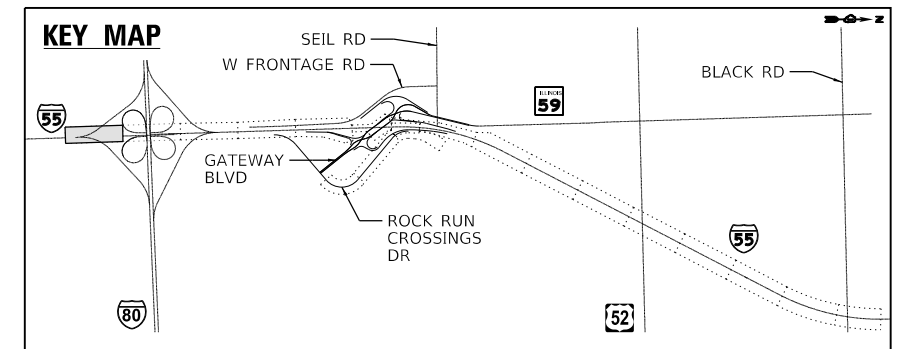 KEY MAP
Z
SEIL RD
W FRONTAGE RD
BLACK RD
ILLINOIS
59
55
GATEWAY
BLVD
ROCK RUN
CROSSINGS
DR
55
80
52